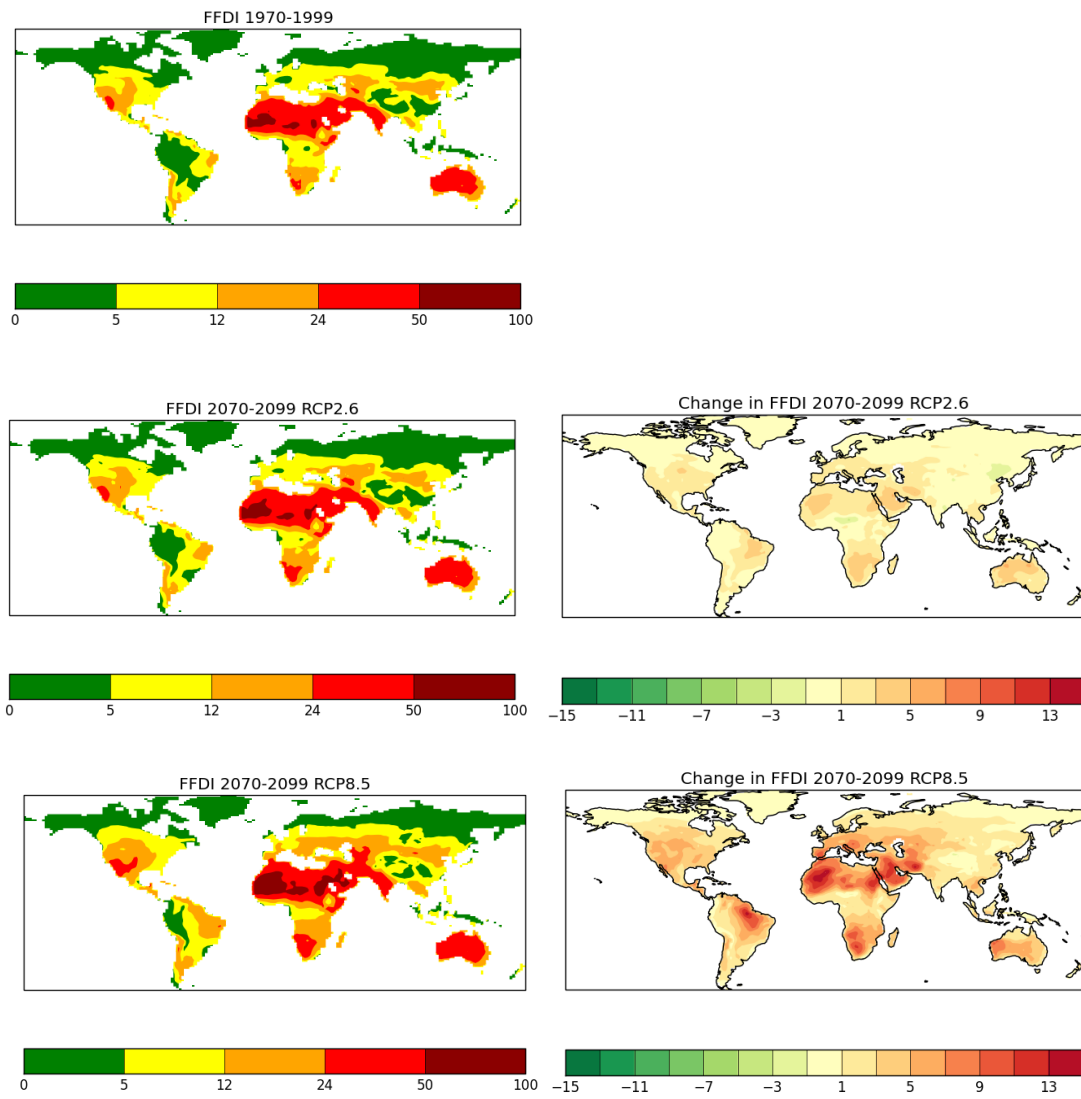 FFDI 1970-1999
0 5 12 24 50 100
FFDI 2070-2099 RCP2.6
Change in FFDI 2070-2099 RCP2.6
0 5 12 24 50 100
−15 −11 −7 −3 1 5 9 13
FFDI 2070-2099 RCP8.5
Change in FFDI 2070-2099 RCP8.5
0 5 12 24 50 100
−15 −11 −7 −3 1 5 9 13